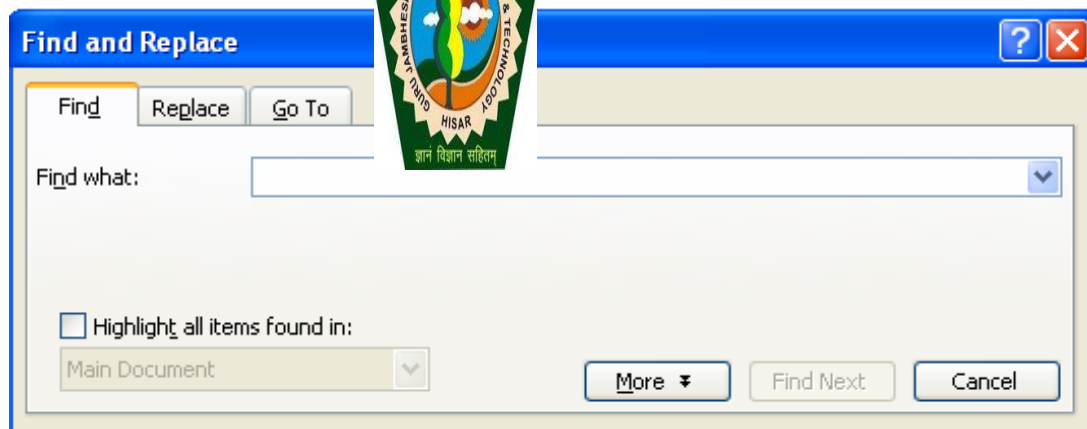 Find and Replace
GURU JAMBHES & TECHNOLOGY
HISAR
ज्ञानं विज्ञान सहितम्
Find Replace Go To
Find what:
Highlight all items found in:
Main Document
More Find Next Cancel